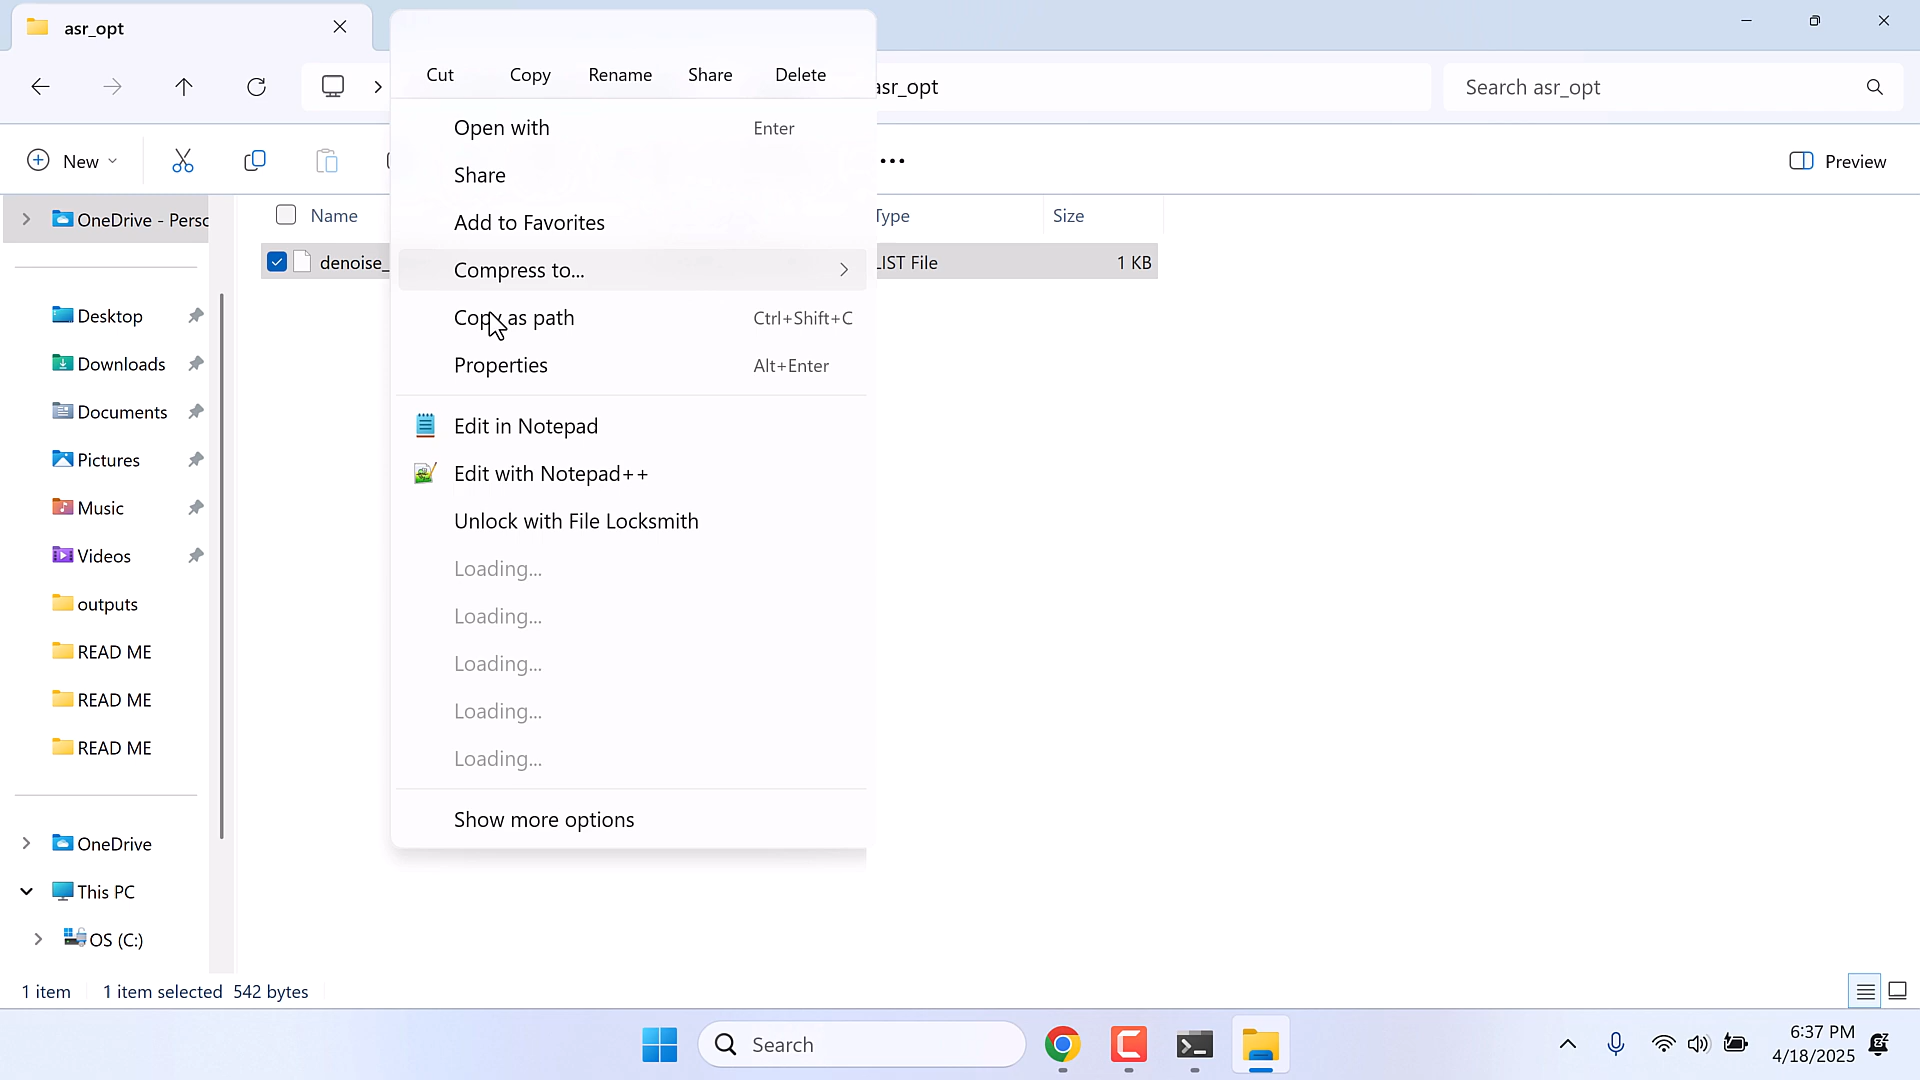 asr_opt
Cut Copy Rename Share Delete
asr_opt
Search asr_opt
New
Preview
Open with Enter
Share
Add to Favorites
Compress to...
Copy as path Ctrl+Shift+C
Properties Alt+Enter
Edit in Notepad
Edit with Notepad++
Unlock with File Locksmith
Loading...
Loading...
Loading...
Loading...
Loading...
Show more options
Name Type Size
denoise_ LIST File 1 KB
OneDrive - Perso
Desktop
Downloads
Documents
Pictures
Music
Videos
outputs
READ ME
READ ME
READ ME
OneDrive
This PC
OS (C:)
1 item 1 item selected 542 bytes
Search
6:37 PM
4/18/2025